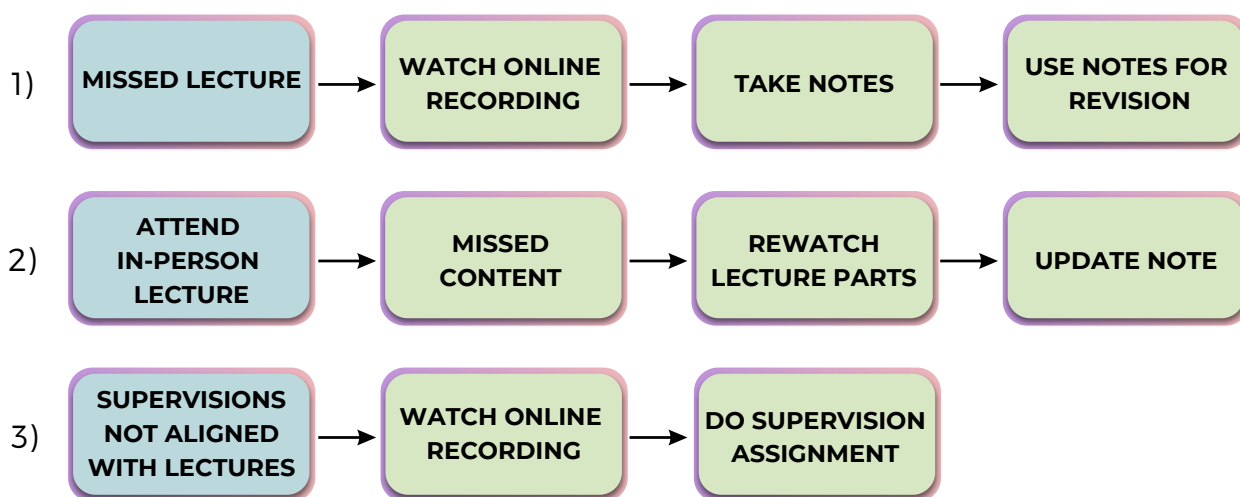 1)
MISSED LECTURE
WATCH ONLINE
RECORDING
TAKE NOTES
USE NOTES FOR
REVISION
2)
ATTEND
IN-PERSON
LECTURE
MISSED
CONTENT
REWATCH
LECTURE PARTS
UPDATE NOTE
3)
SUPERVISIONS
NOT ALIGNED
WITH LECTURES
WATCH ONLINE
RECORDING
DO SUPERVISION
ASSIGNMENT